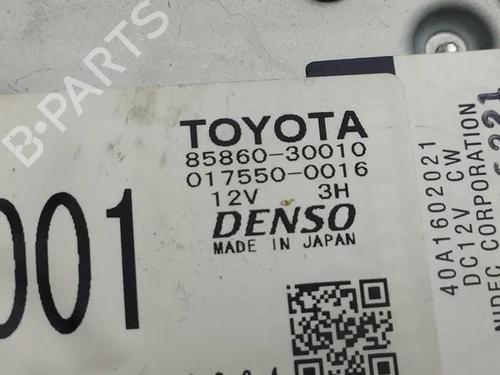 B-PARTS
TOYOTA
85860-30010
017550-0016
12V 3H
DENSO
MADE IN JAPAN
001
40A1602021
DC12V CW
NIDEC CORPORATION